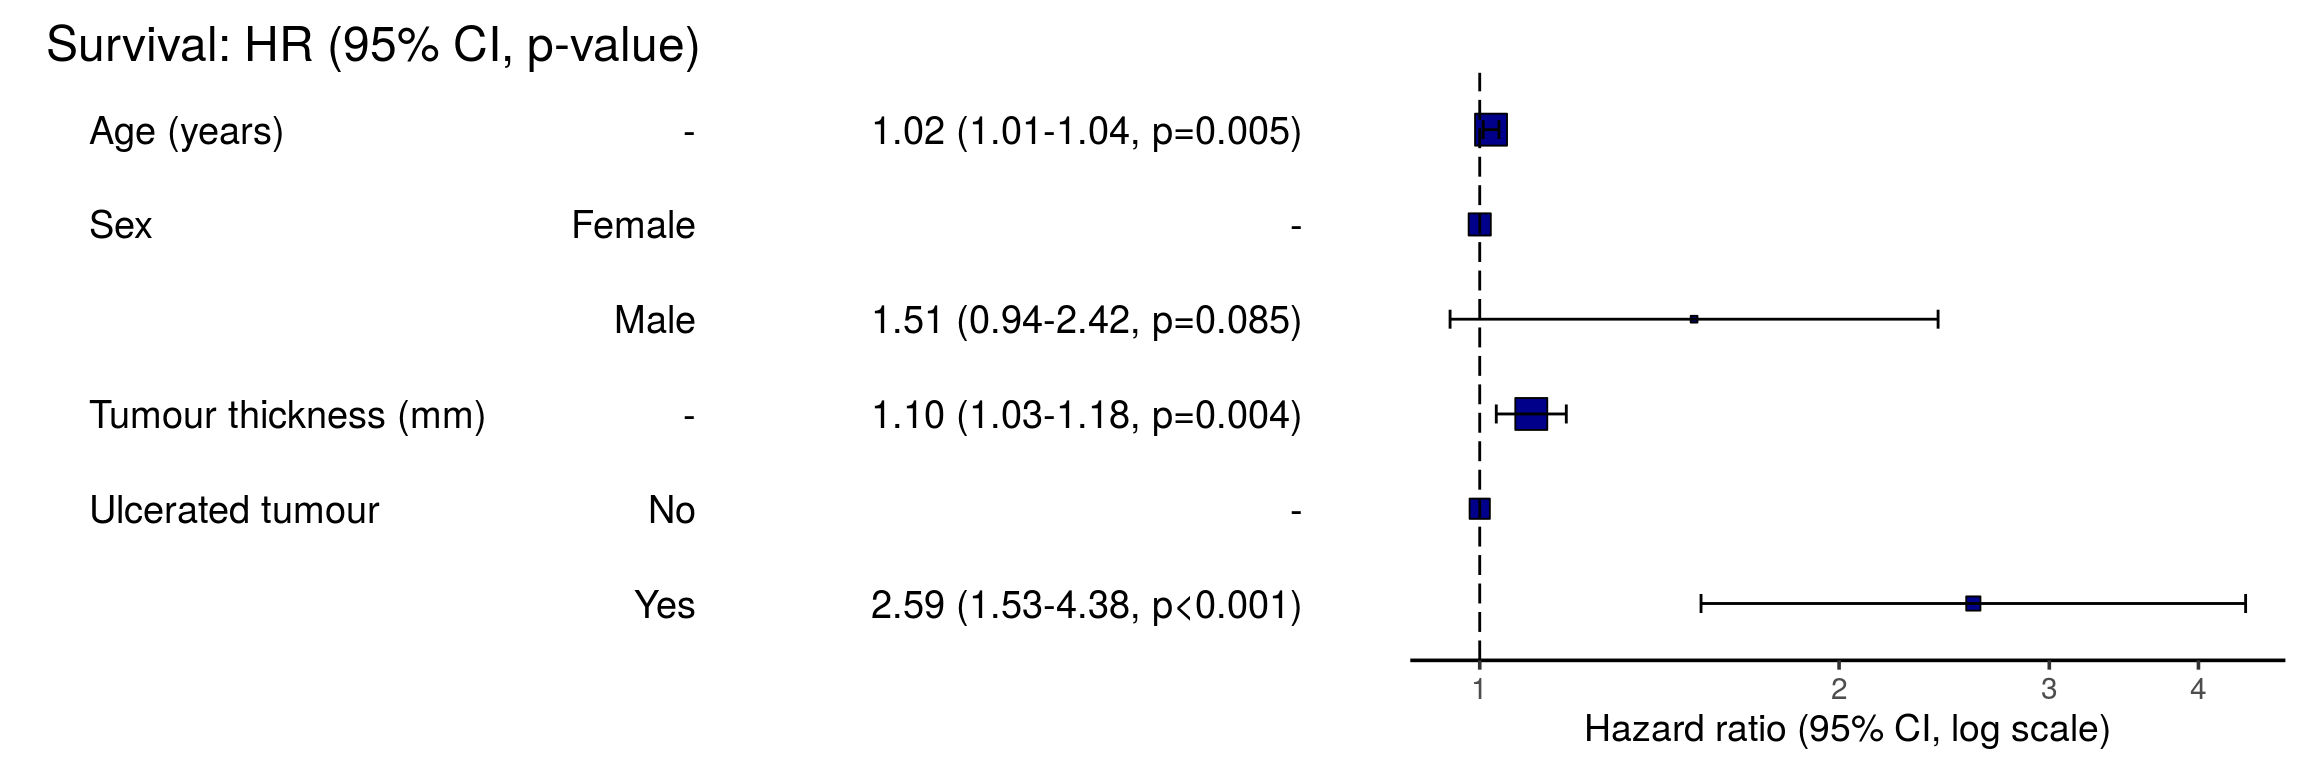 Survival: HR (95% CI, p-value)
Age (years) - 1.02 (1.01-1.04, p=0.005)
Sex Female -
Male 1.51 (0.94-2.42, p=0.085)
Tumour thickness (mm) - 1.10 (1.03-1.18, p=0.004)
Ulcerated tumour No -
Yes 2.59 (1.53-4.38, p<0.001)
1 2 3 4
Hazard ratio (95% CI, log scale)